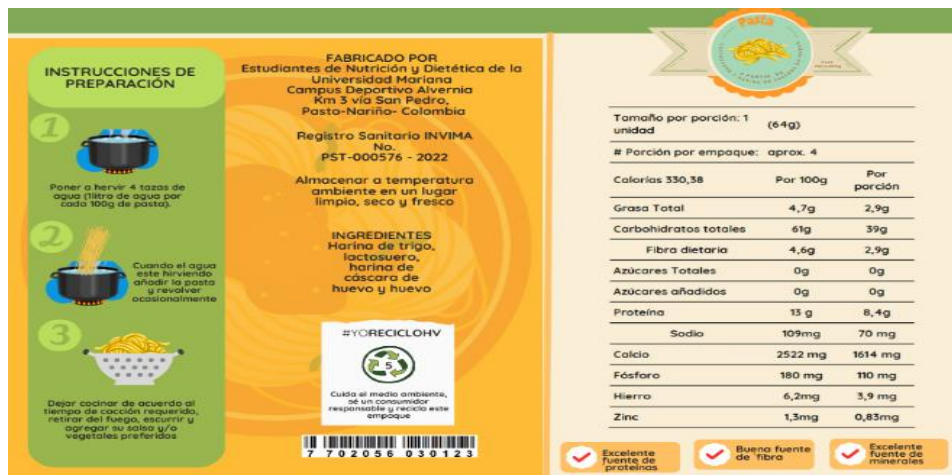 INSTRUCCIONES DE
PREPARACIÓN
1
Poner a hervir 4 tazas de
agua (1litro de agua por
cada 100g de pasta).
2
Cuando el agua
este hirviendo
añadir la pasta
y revolver
ocasionalmente
3
Dejar cocinar de acuerdo al
tiempo de cocción requerido,
retirar del fuego, escurrir y
agregar su salsa y/o
vegetales preferidos
FABRICADO POR
Estudiantes de Nutrición y Dietética de la
Universidad Mariana
Campus Deportivo Alvernia
Km 3 vía San Pedro,
Pasto-Nariño- Colombia
Registro Sanitario INVIMA
No.
PST-000576 - 2022
Almacenar a temperatura
ambiente en un lugar
limpio, seco y fresco
INGREDIENTES
Harina de trigo,
lactosuero,
harina de
cáscara de
huevo y huevo
#YORECICLOHV
5
Cuida el medio ambiente,
sé un consumidor
responsable y recicla este
empaque
7 702056 030123
Pasta
Tamaño por porción: 1 unidad (64g)
# Porción por empaque: aprox. 4
Calorías 330,38 Por 100g Por porción
Grasa Total 4,7g 2,9g
Carbohidratos totales 61g 39g
Fibra dietaria 4,6g 2,9g
Azúcares Totales 0g 0g
Azúcares añadidos 0g 0g
Proteína 13 g 8,4g
Sodio 109mg 70 mg
Calcio 2522 mg 1614 mg
Fósforo 180 mg 110 mg
Hierro 6,2mg 3,9 mg
Zinc 1,3mg 0,83mg
Excelente
fuente de
proteínas
Buena fuente
de fibra
Excelente
fuente de
minerales